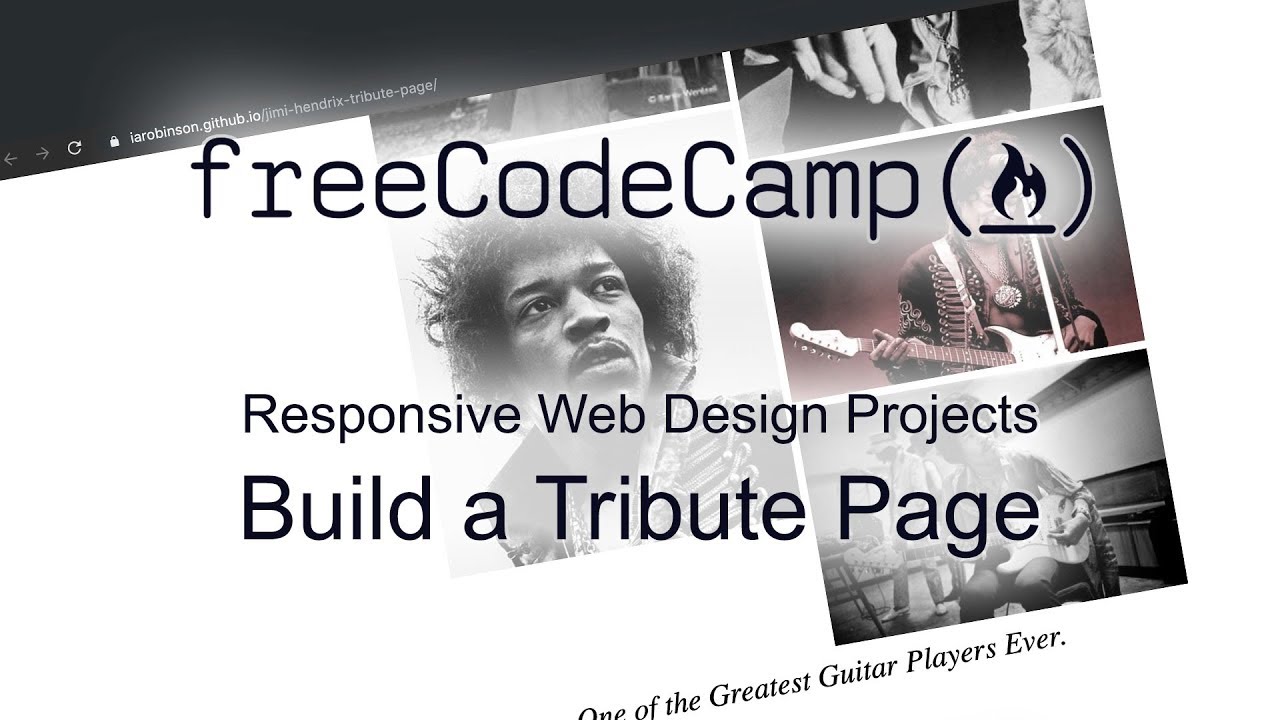 iarobinson.github.io/jimi-hendrix-tribute-page/
freeCodeCamp(🔥)
Responsive Web Design Projects
Build a Tribute Page
One of the Greatest Guitar Players Ever.